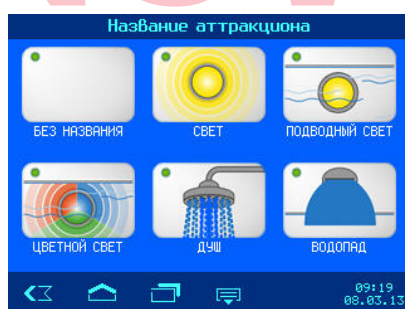 Название аттракциона
БЕЗ НАЗВАНИЯ
СВЕТ
ПОДВОДНЫЙ СВЕТ
ЦВЕТНОЙ СВЕТ
ДУШ
ВОДОПАД
09:19
08.03.13